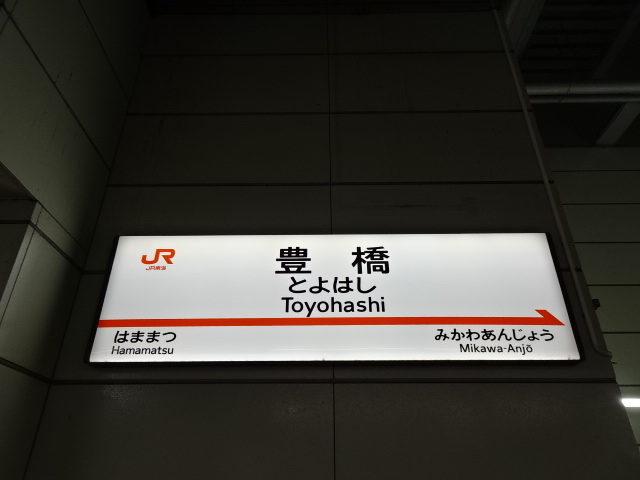 JR
JR東海
豊橋
とよはし
Toyohashi
はままつ
Hamamatsu
みかわあんじょう
Mikawa-Anjō